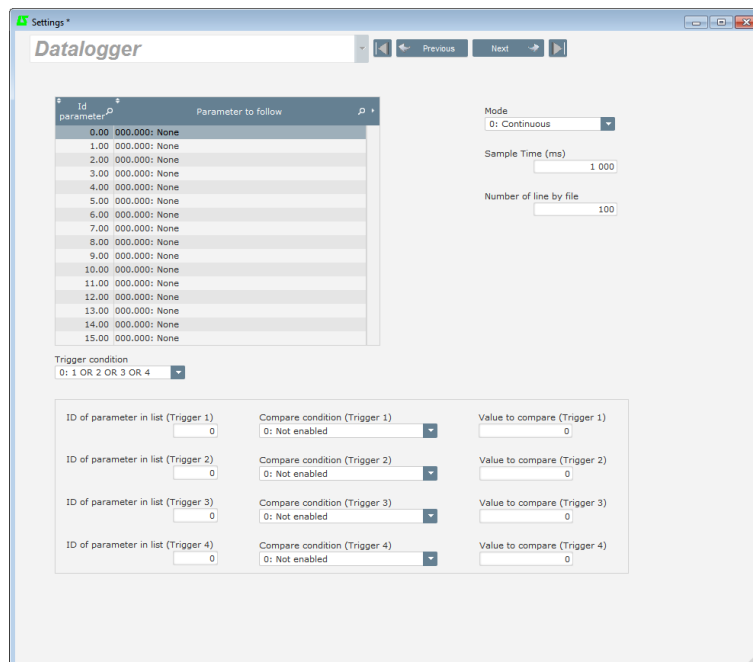 Settings *
Datalogger
Previous
Next
Id parameter
Parameter to follow
0.00 000.000: None
1.00 000.000: None
2.00 000.000: None
3.00 000.000: None
4.00 000.000: None
5.00 000.000: None
6.00 000.000: None
7.00 000.000: None
8.00 000.000: None
9.00 000.000: None
10.00 000.000: None
11.00 000.000: None
12.00 000.000: None
13.00 000.000: None
14.00 000.000: None
15.00 000.000: None
Mode
0: Continuous
Sample Time (ms)
1 000
Number of line by file
100
Trigger condition
0: 1 OR 2 OR 3 OR 4
ID of parameter in list (Trigger 1) Compare condition (Trigger 1) Value to compare (Trigger 1)
0 0: Not enabled 0
ID of parameter in list (Trigger 2) Compare condition (Trigger 2) Value to compare (Trigger 2)
0 0: Not enabled 0
ID of parameter in list (Trigger 3) Compare condition (Trigger 3) Value to compare (Trigger 3)
0 0: Not enabled 0
ID of parameter in list (Trigger 4) Compare condition (Trigger 4) Value to compare (Trigger 4)
0 0: Not enabled 0